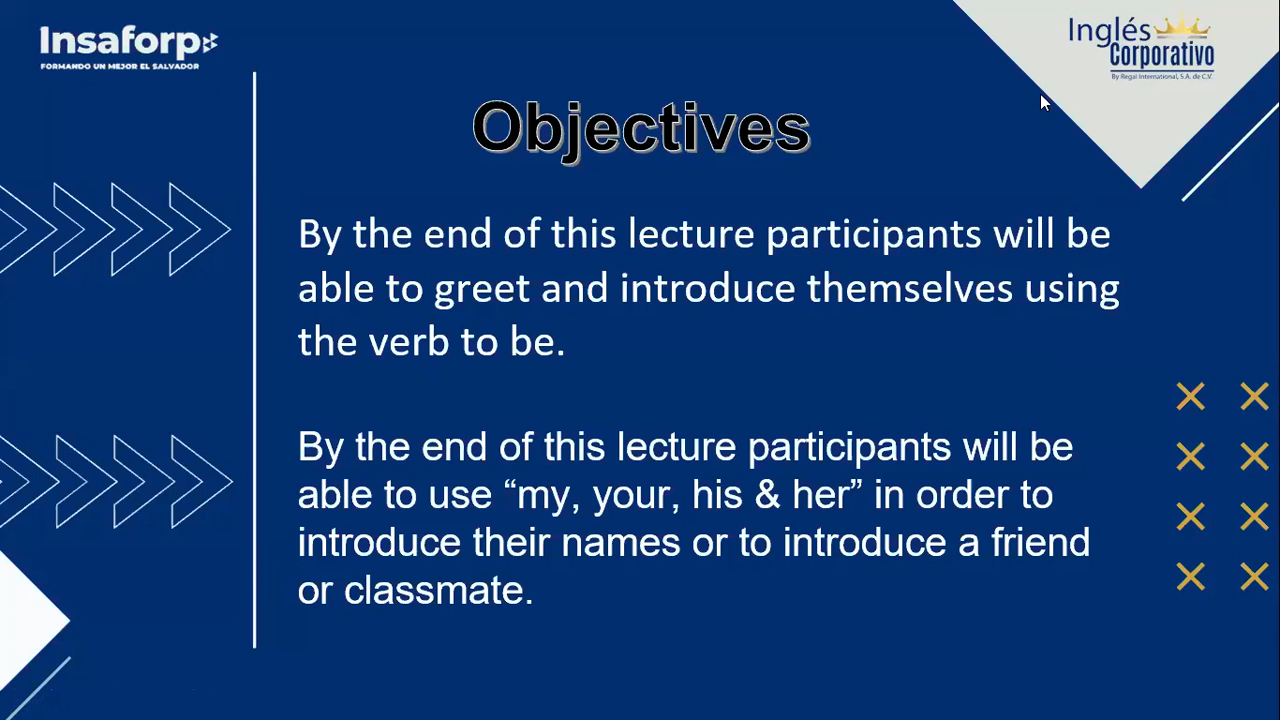 Insaforp
FORMANDO UN MEJOR EL SALVADOR
Inglés
Corporativo
By Regal International, S.A. de C.V.
Objectives
By the end of this lecture participants will be
able to greet and introduce themselves using
the verb to be.
By the end of this lecture participants will be
able to use “my, your, his & her” in order to
introduce their names or to introduce a friend
or classmate.